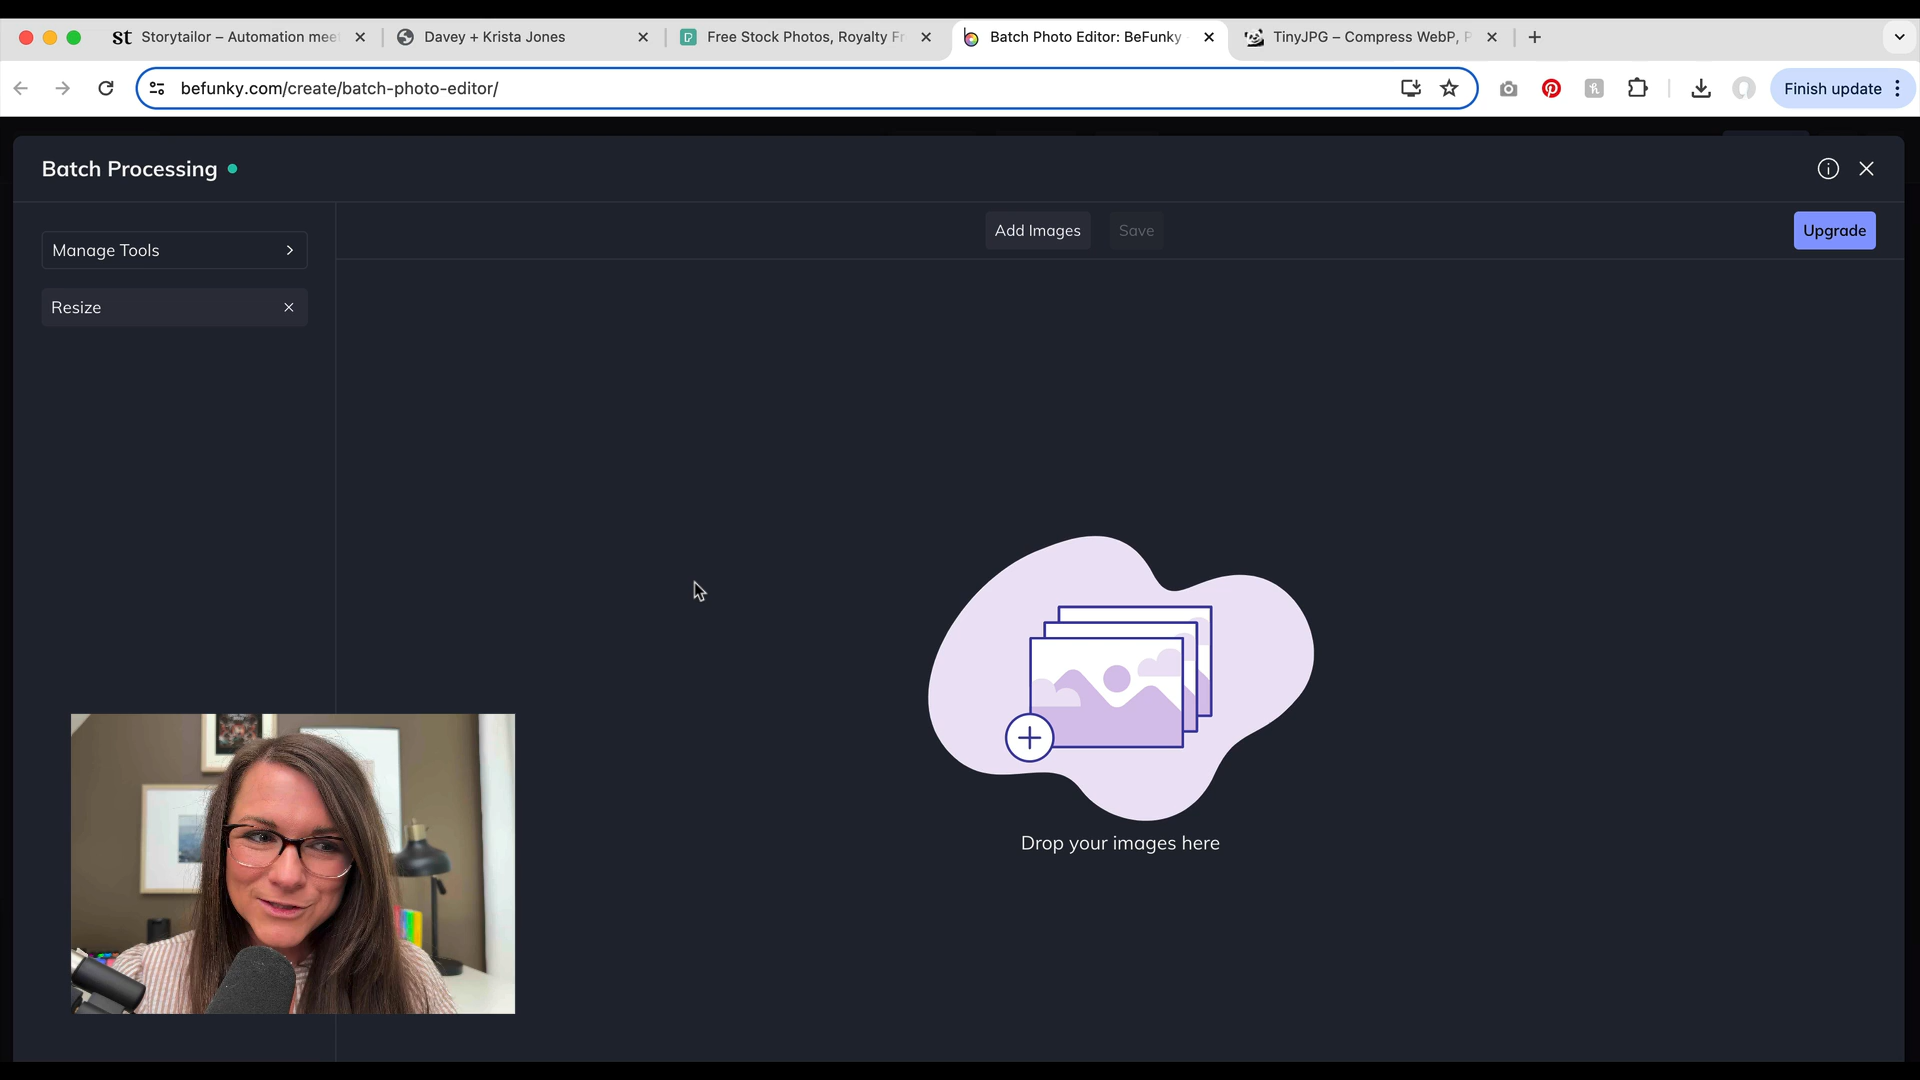 st Storytailor – Automation mee
Davey + Krista Jones
Free Stock Photos, Royalty Fr
Batch Photo Editor: BeFunky
TinyJPG – Compress WebP, P
befunky.com/create/batch-photo-editor/
Finish update
Batch Processing
Manage Tools
Add Images
Save
Upgrade
Resize
Drop your images here